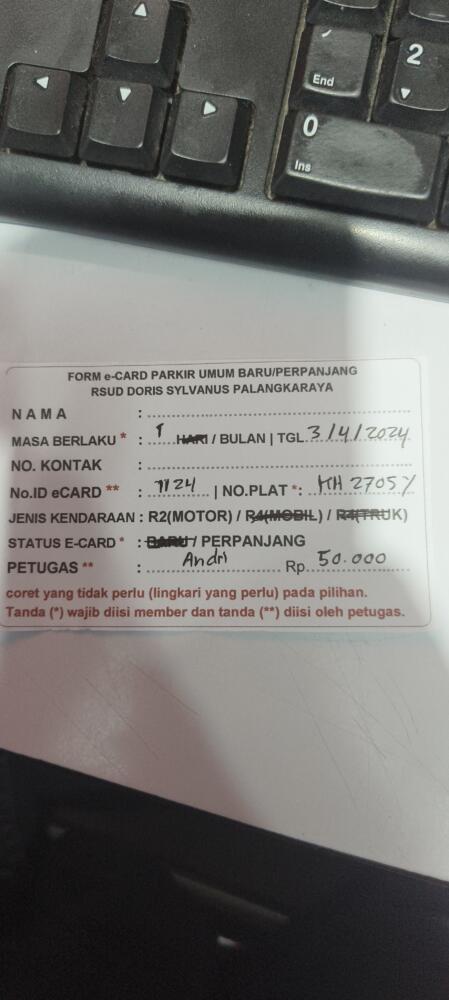 End
2
0
Ins
FORM e-CARD PARKIR UMUM BARU/PERPANJANG
RSUD DORIS SYLVANUS PALANGKARAYA
NAMA :
MASA BERLAKU * : 1 HARI / BULAN | TGL 3/4/2024
NO. KONTAK :
No.ID eCARD ** : 7124 | NO.PLAT *: KH 2705 Y
JENIS KENDARAAN : R2(MOTOR) / R4(MOBIL) / R4(TRUK)
STATUS E-CARD * : BARU / PERPANJANG
PETUGAS ** : Andri Rp. 50.000
coret yang tidak perlu (lingkari yang perlu) pada pilihan.
Tanda (*) wajib diisi member dan tanda (**) diisi oleh petugas.